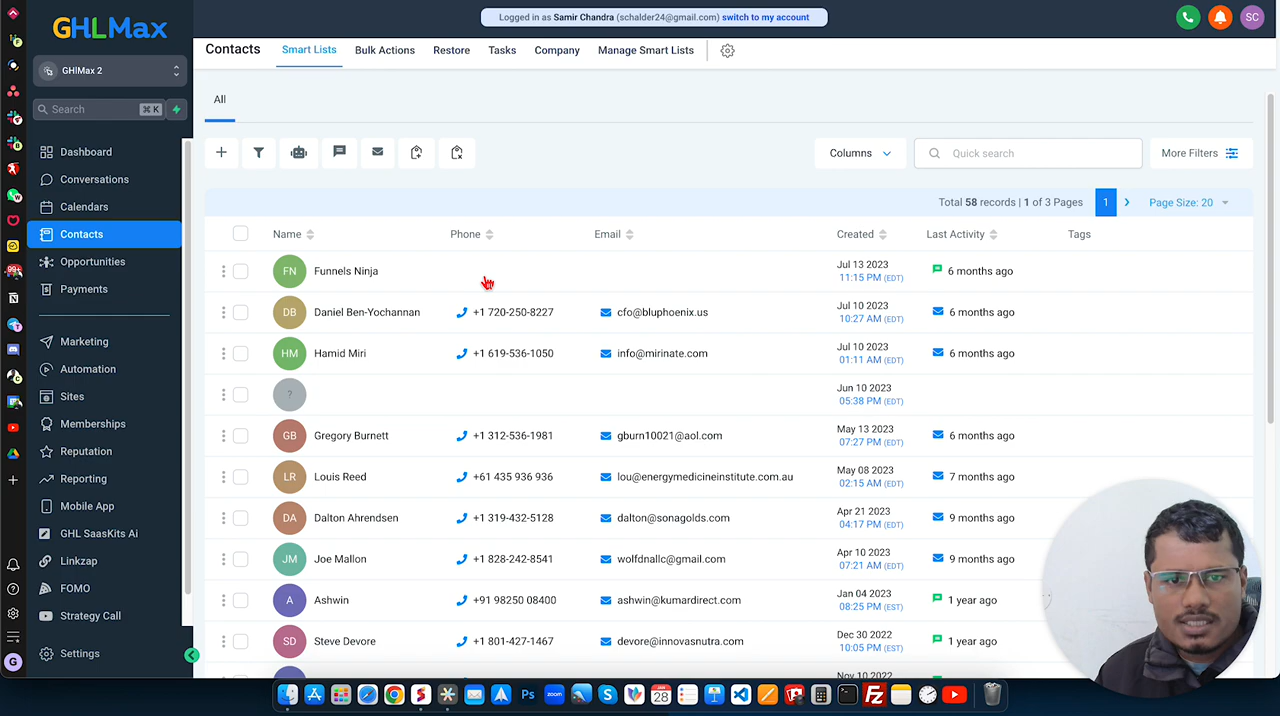 Logged in as Samir Chandra (schalder24@gmail.com) switch to my account
SC
GHLMax
GHlMax 2
Search ⌘ K
Dashboard
Conversations
Calendars
Contacts
Opportunities
Payments
Marketing
Automation
Sites
Memberships
Reputation
Reporting
Mobile App
GHL SaasKits Ai
Linkzap
FOMO
Strategy Call
Settings
99+
G
Contacts Smart Lists Bulk Actions Restore Tasks Company Manage Smart Lists
All
Columns Quick search More Filters
Total 58 records | 1 of 3 Pages 1 Page Size: 20
Name Phone Email Created Last Activity Tags
FN Funnels Ninja Jul 13 2023 11:15 PM (EDT) 6 months ago
DB Daniel Ben-Yochannan +1 720-250-8227 cfo@bluphoenix.us Jul 10 2023 10:27 AM (EDT) 6 months ago
HM Hamid Miri +1 619-536-1050 info@mirinate.com Jul 10 2023 01:11 AM (EDT) 6 months ago
? Jun 10 2023 05:38 PM (EDT)
GB Gregory Burnett +1 312-536-1981 gburn10021@aol.com May 13 2023 07:27 PM (EDT) 6 months ago
LR Louis Reed +61 435 936 936 lou@energymedicineinstitute.com.au May 08 2023 02:15 AM (EDT) 7 months ago
DA Dalton Ahrendsen +1 319-432-5128 dalton@sonagolds.com Apr 21 2023 04:17 PM (EDT) 9 months ago
JM Joe Mallon +1 828-242-8541 wolfdnallc@gmail.com Apr 10 2023 07:21 AM (EDT) 9 months ago
A Ashwin +91 98250 08400 ashwin@kumardirect.com Jan 04 2023 08:25 PM (EST) 1 year ago
SD Steve Devore +1 801-427-1467 devore@innovasnutra.com Dec 30 2022 10:05 PM (EST) 1 year ago
Nov 10 2022
Ps zoom 28 Fz